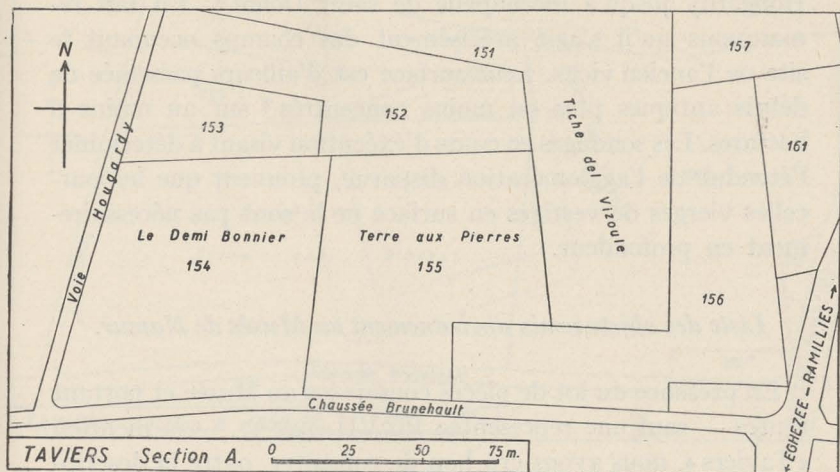 N
151
157
153
152
161
Voie Hougardy
Tiche del Vizoule
Le Demi Bonnier
Terre aux Pierres
154
155
156
Chaussée Brunehault
EGHEZEE - RAMILLIES
TAVIERS Section A. 0 25 50 75 m.